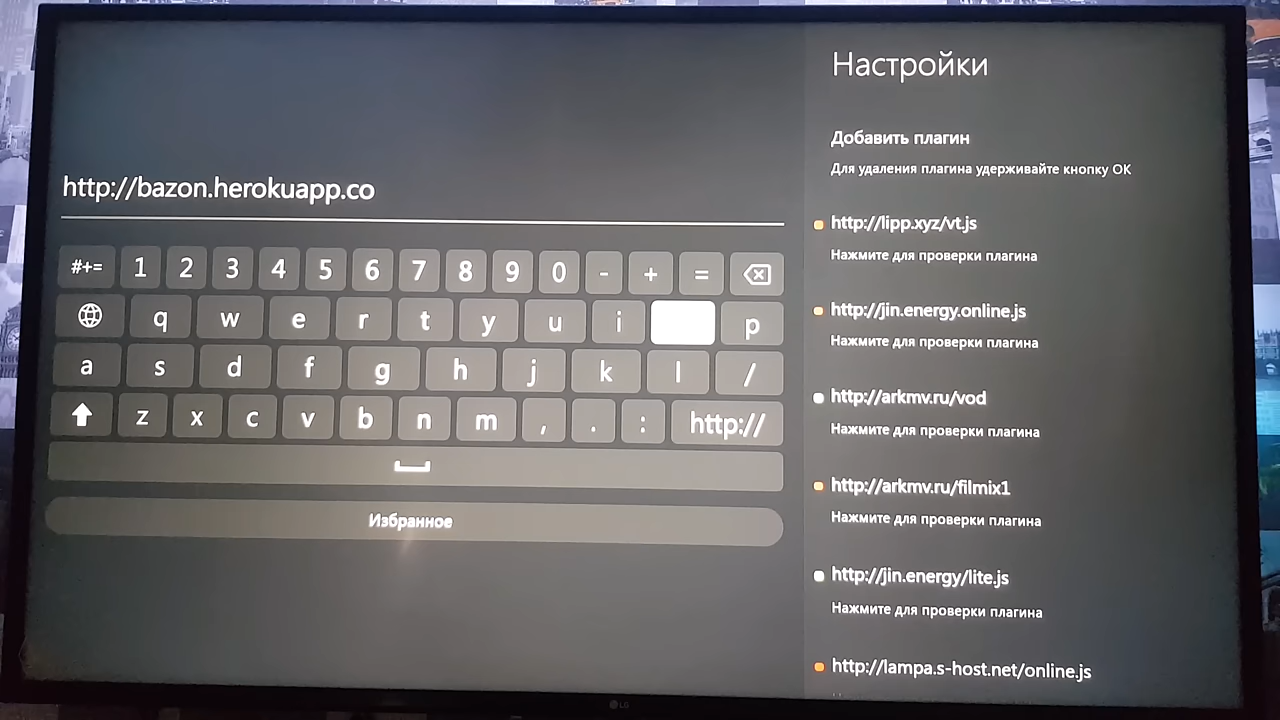 Настройки
Добавить плагин
Для удаления плагина удерживайте кнопку ОК
http://bazon.herokuapp.co
#+= 1 2 3 4 5 6 7 8 9 0 - + =
q w e r t y u i p
a s d f g h j k l /
z x c v b n m , . : http://
Избранное
http://lipp.xyz/vt.js
Нажмите для проверки плагина
http://jin.energy.online.js
Нажмите для проверки плагина
http://arkmv.ru/vod
Нажмите для проверки плагина
http://arkmv.ru/filmix1
Нажмите для проверки плагина
http://jin.energy/lite.js
Нажмите для проверки плагина
http://lampa.s-host.net/online.js
LG